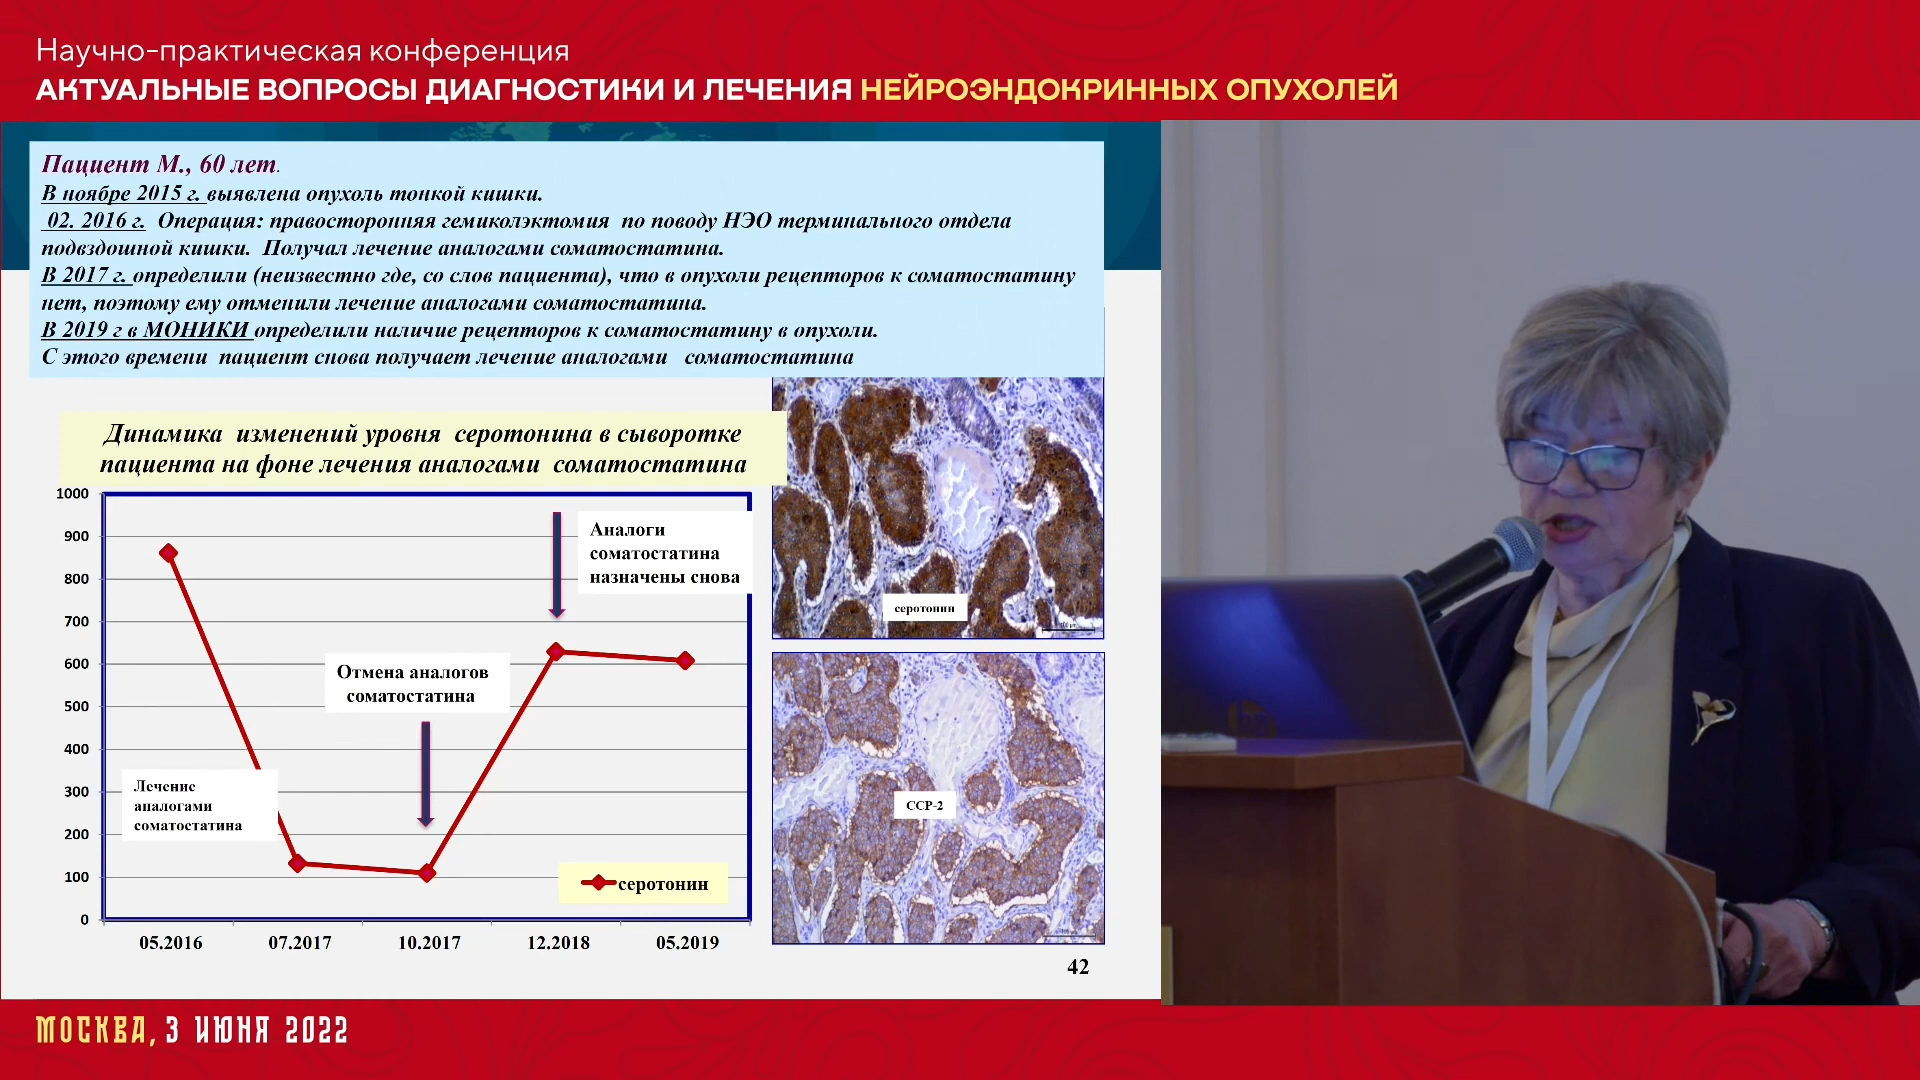 Научно-практическая конференция
АКТУАЛЬНЫЕ ВОПРОСЫ ДИАГНОСТИКИ И ЛЕЧЕНИЯ НЕЙРОЭНДОКРИННЫХ ОПУХОЛЕЙ
Пациент М., 60 лет.
В ноябре 2015 г. выявлена опухоль тонкой кишки.
02. 2016 г. Операция: правосторонняя гемиколэктомия по поводу НЭО терминального отдела
подвздошной кишки. Получал лечение аналогами соматостатина.
В 2017 г. определили (неизвестно где, со слов пациента), что в опухоли рецепторов к соматостатину
нет, поэтому ему отменили лечение аналогами соматостатина.
В 2019 г в МОНИКИ определили наличие рецепторов к соматостатину в опухоли.
С этого времени пациент снова получает лечение аналогами соматостатина
Динамика изменений уровня серотонина в сыворотке
пациента на фоне лечения аналогами соматостатина
1000
900
800
700
600
500
400
300
200
100
0
Аналоги
соматостатина
назначены снова
Отмена аналогов
соматостатина
Лечение
аналогами
соматостатина
серотонин
05.2016
07.2017
10.2017
12.2018
05.2019
серотонин
ССР-2
42
МОСКВА, 3 ИЮНЯ 2022